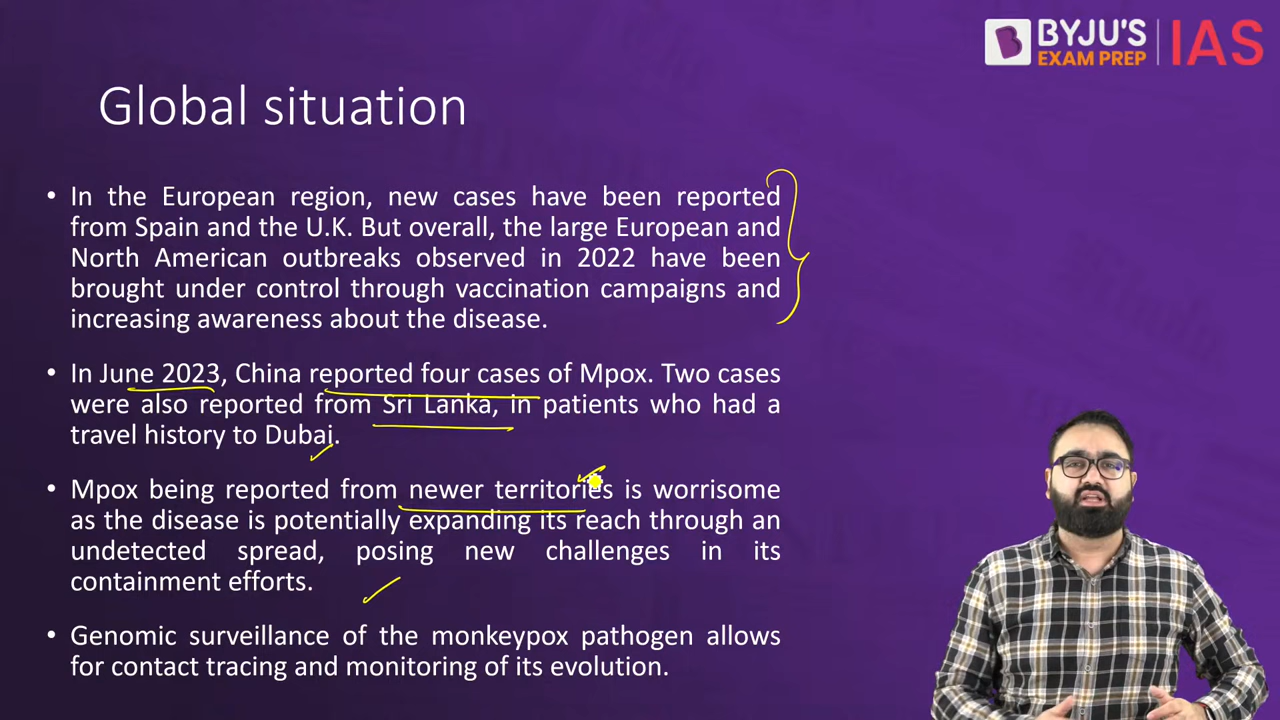 BYJU'S
EXAM PREP
IAS
Global situation
• In the European region, new cases have been reported
from Spain and the U.K. But overall, the large European and
North American outbreaks observed in 2022 have been
brought under control through vaccination campaigns and
increasing awareness about the disease.
• In June 2023, China reported four cases of Mpox. Two cases
were also reported from Sri Lanka, in patients who had a
travel history to Dubai.
• Mpox being reported from newer territories is worrisome
as the disease is potentially expanding its reach through an
undetected spread, posing new challenges in its
containment efforts.
• Genomic surveillance of the monkeypox pathogen allows
for contact tracing and monitoring of its evolution.